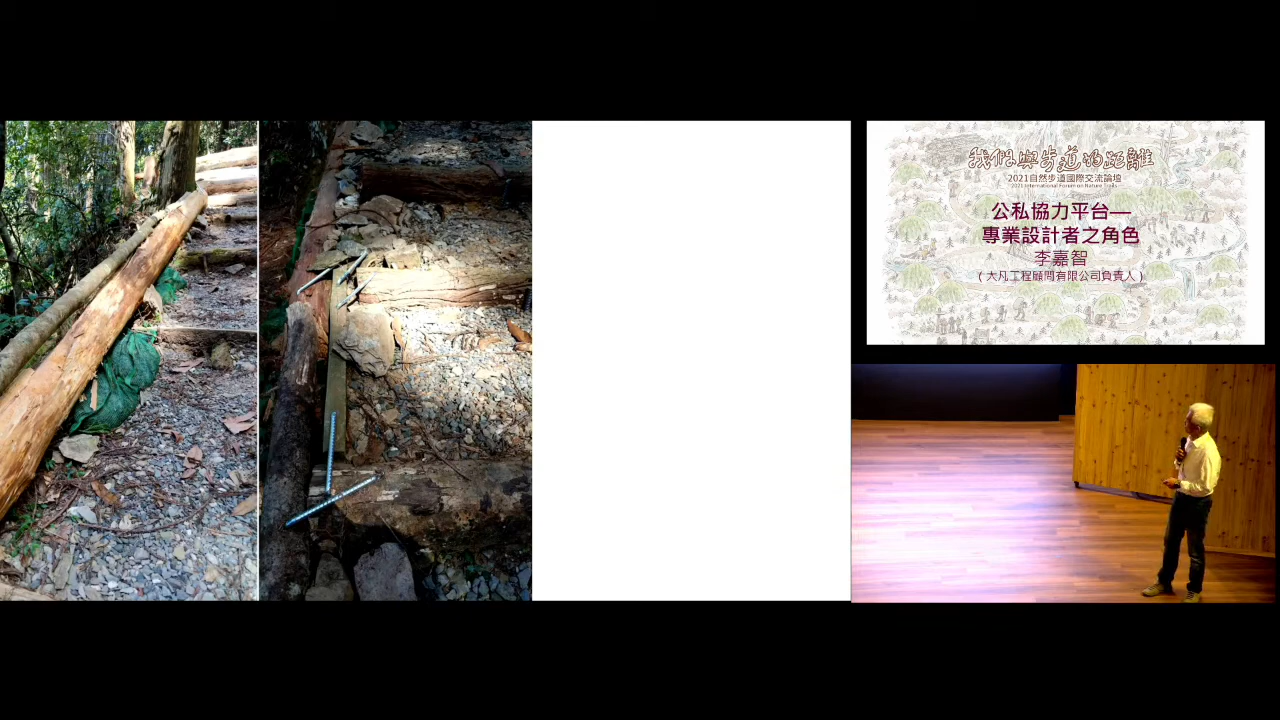 我們與步道的距離
2021自然步道國際交流論壇
2021 International Forum on Nature Trails
公私協力平台—
專業設計者之角色
李嘉智
(大凡工程顧問有限公司負責人)